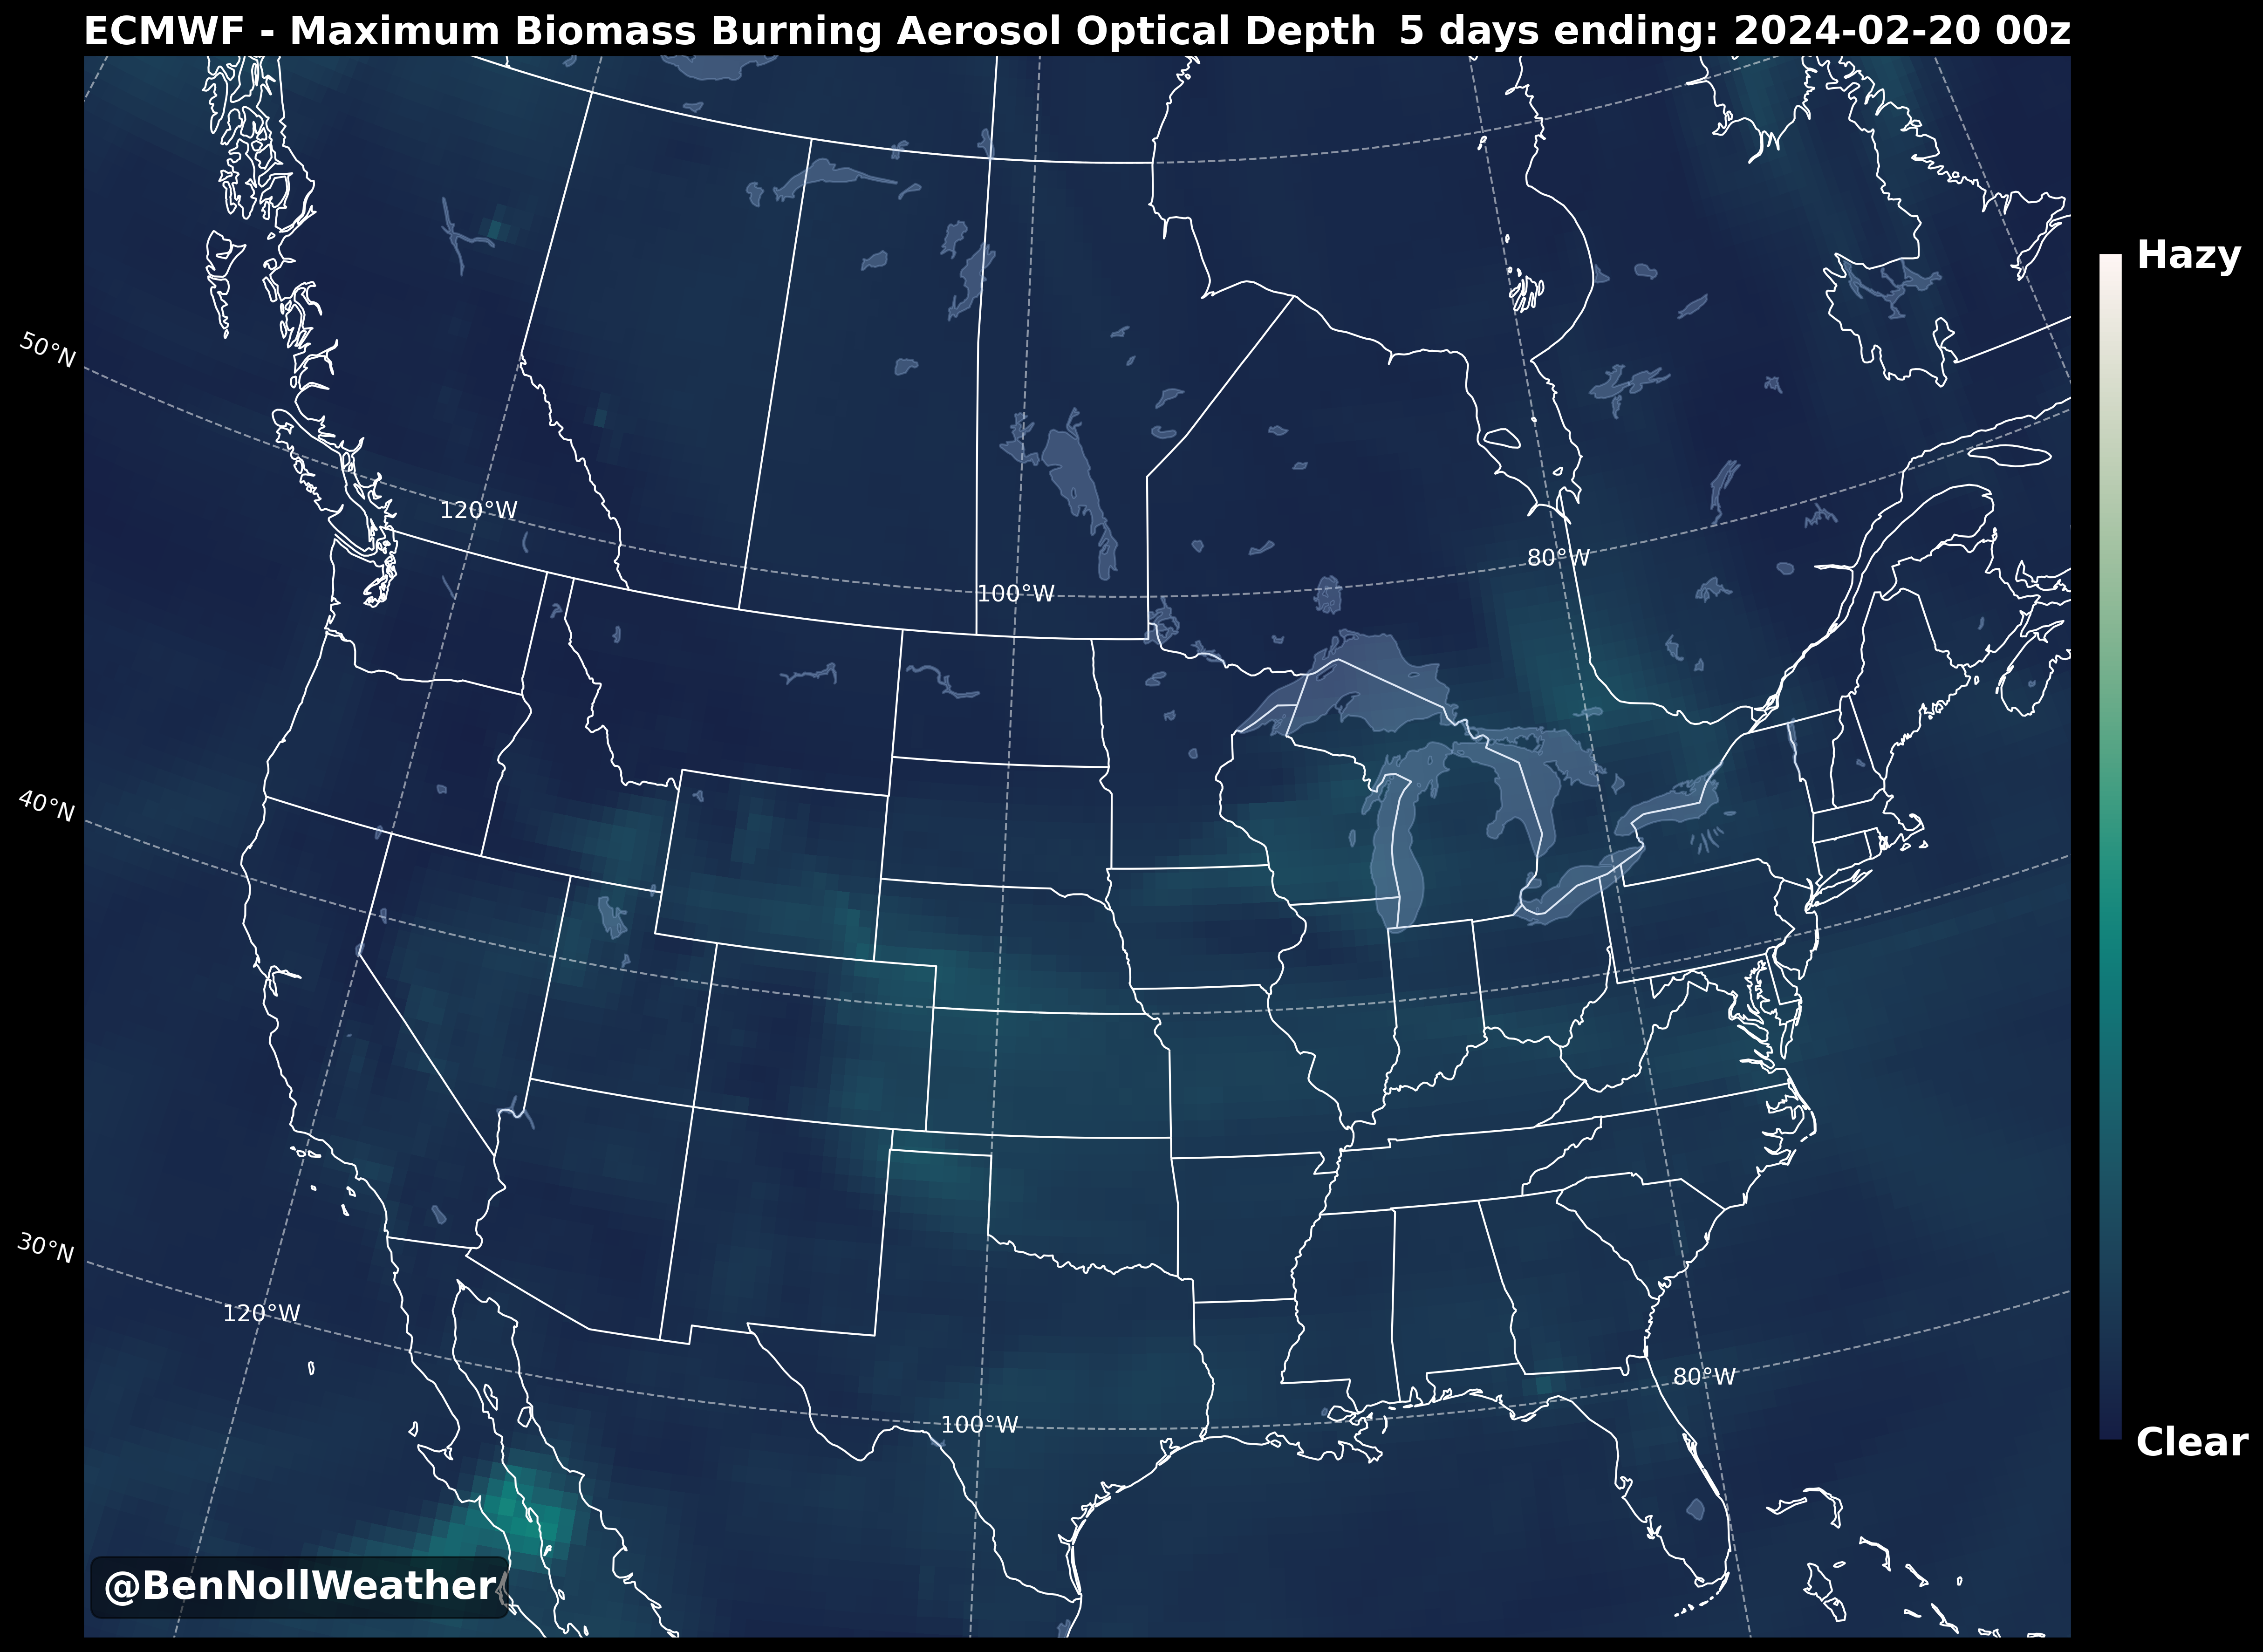 ECMWF - Maximum Biomass Burning Aerosol Optical Depth 5 days ending: 2024-02-20 00z
Hazy
50°N
120°W
80°W
100°W
40°N
30°N
120°W
80°W
100°W
Clear
@BenNollWeather